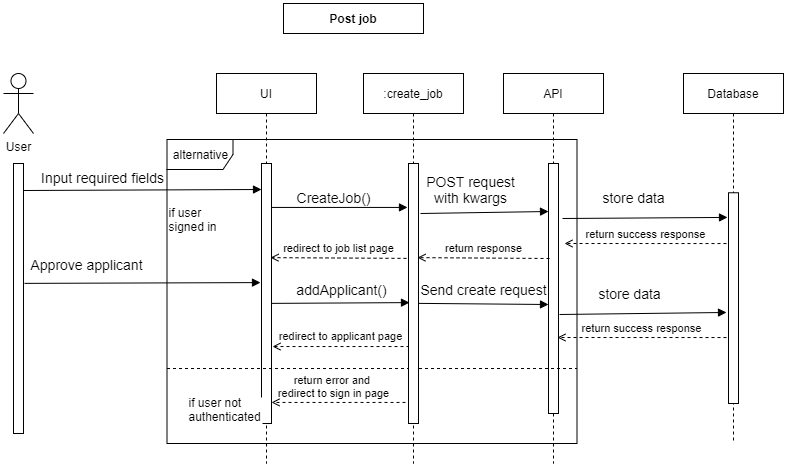 Post job
UI
:create_job
API
Database
User
alternative
Input required fields
CreateJob()
POST request
with kwargs
store data
if user
signed in
return success response
redirect to job list page
return response
Approve applicant
addApplicant()
Send create request
store data
return success response
redirect to applicant page
return error and
redirect to sign in page
if user not
authenticated